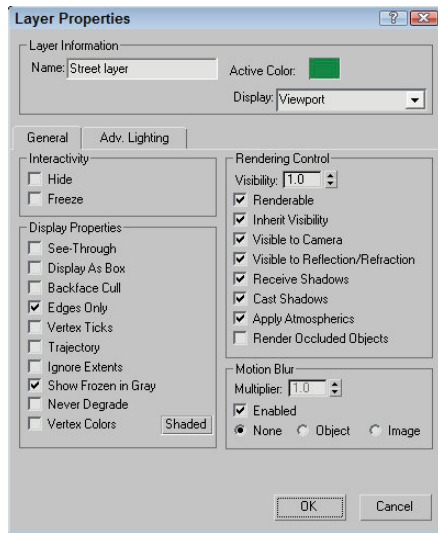 Layer Properties
Layer Information
Name: Street layer
Active Color:
Display: Viewport
General
Adv. Lighting
Interactivity
Hide
Freeze
Display Properties
See-Through
Display As Box
Backface Cull
Edges Only
Vertex Ticks
Trajectory
Ignore Extents
Show Frozen in Gray
Never Degrade
Vertex Colors
Shaded
Rendering Control
Visibility: 1.0
Renderable
Inherit Visibility
Visible to Camera
Visible to Reflection/Refraction
Receive Shadows
Cast Shadows
Apply Atmospherics
Render Occluded Objects
Motion Blur
Multiplier: 1.0
Enabled
None Object Image
OK
Cancel